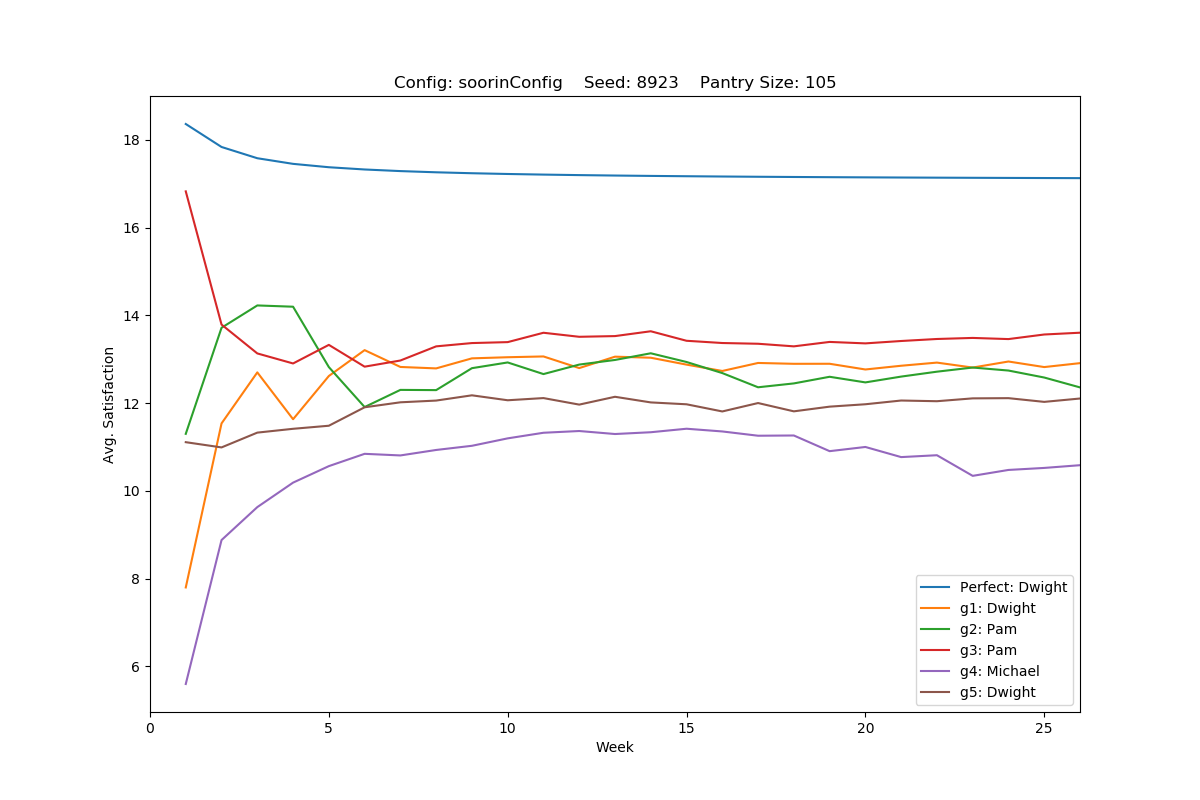 Config: soorinConfig    Seed: 8923    Pantry Size: 105
Avg. Satisfaction
18
16
14
12
10
8
6
0
5
10
15
20
25
Week
Perfect: Dwight
g1: Dwight
g2: Pam
g3: Pam
g4: Michael
g5: Dwight